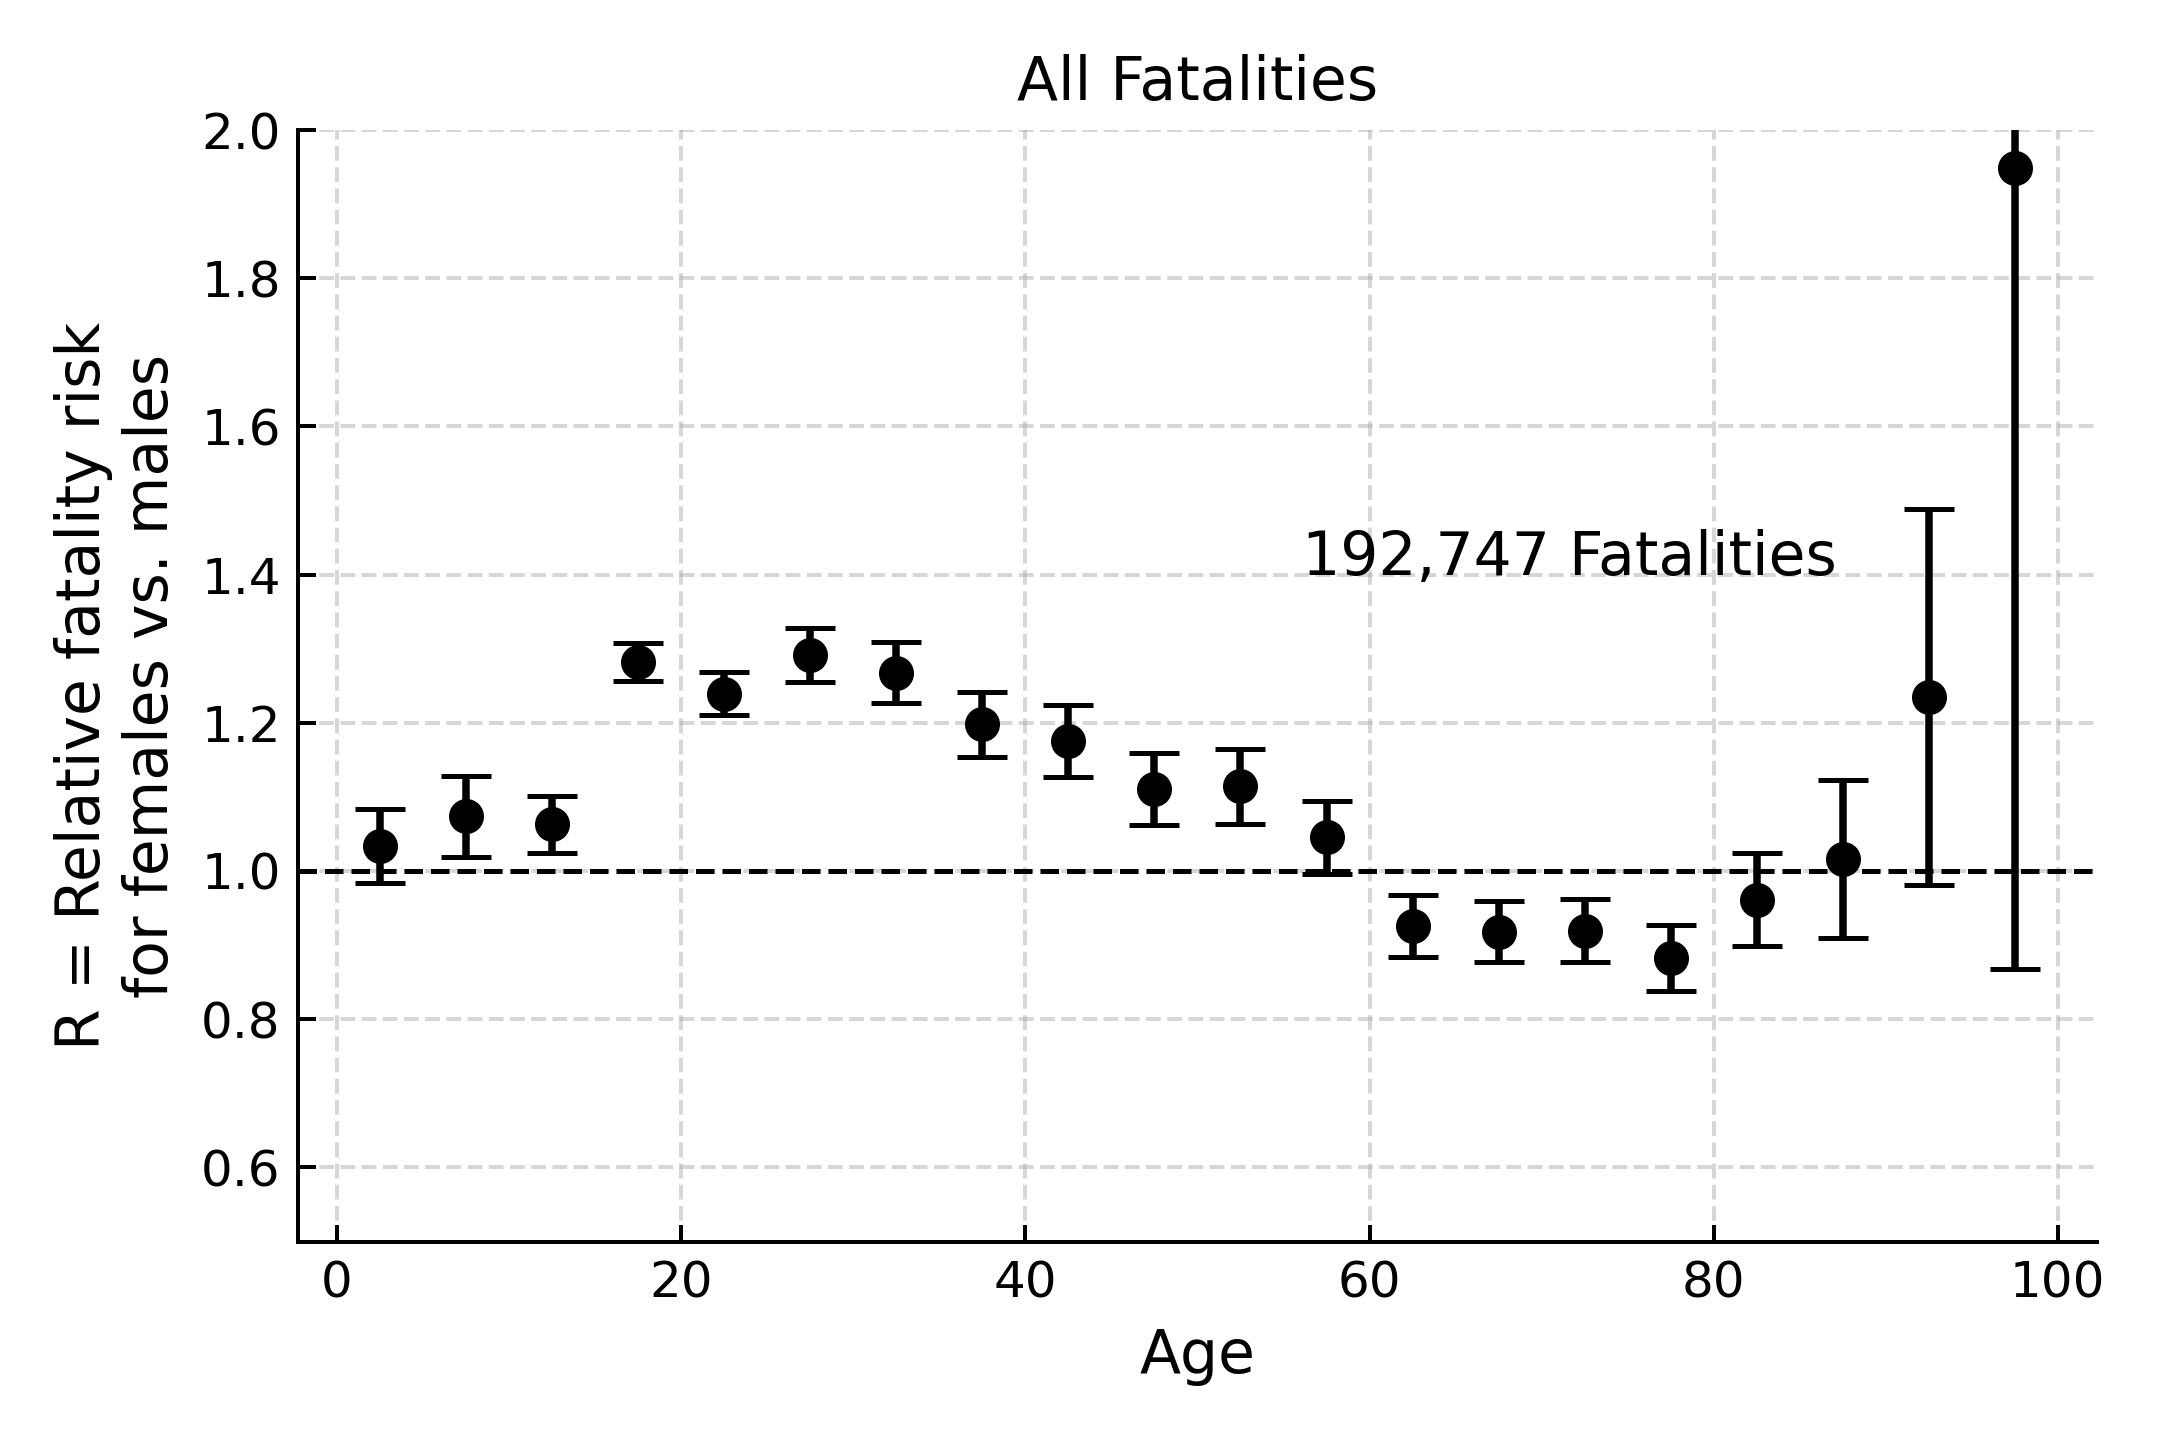 All Fatalities
R = Relative fatality risk
for females vs. males
2.0
1.8
1.6
1.4
1.2
1.0
0.8
0.6
192,747 Fatalities
0 20 40 60 80 100
Age